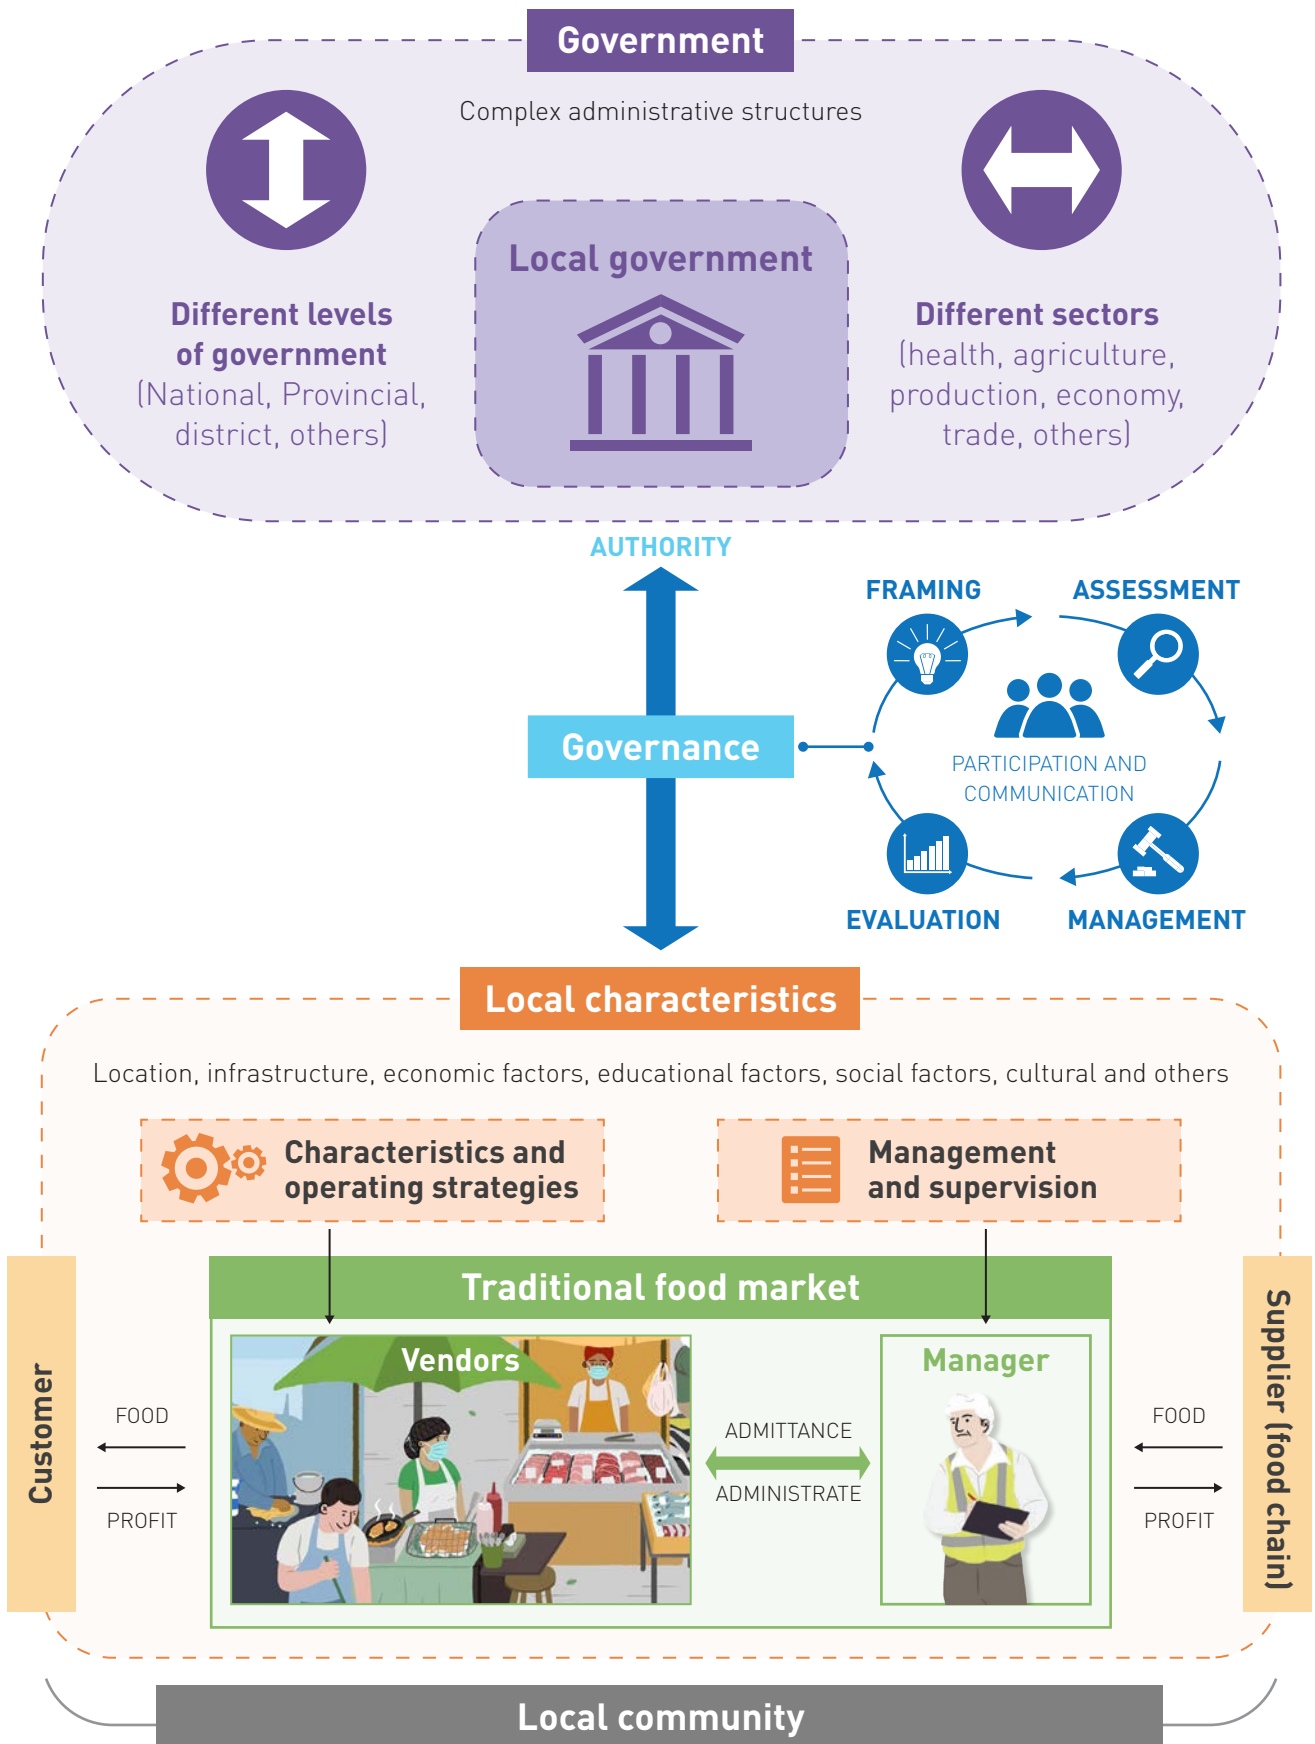 Government
Complex administrative structures
Local government
Different levels
of government
(National, Provincial,
district, others)
Different sectors
(health, agriculture,
production, economy,
trade, others)
AUTHORITY
Governance
FRAMING
ASSESSMENT
PARTICIPATION AND
COMMUNICATION
EVALUATION
MANAGEMENT
Local characteristics
Location, infrastructure, economic factors, educational factors, social factors, cultural and others
Characteristics and
operating strategies
Management
and supervision
Traditional food market
Customer
FOOD
PROFIT
Vendors
ADMITTANCE
ADMINISTRATE
Manager
FOOD
PROFIT
Supplier (food chain)
Local community